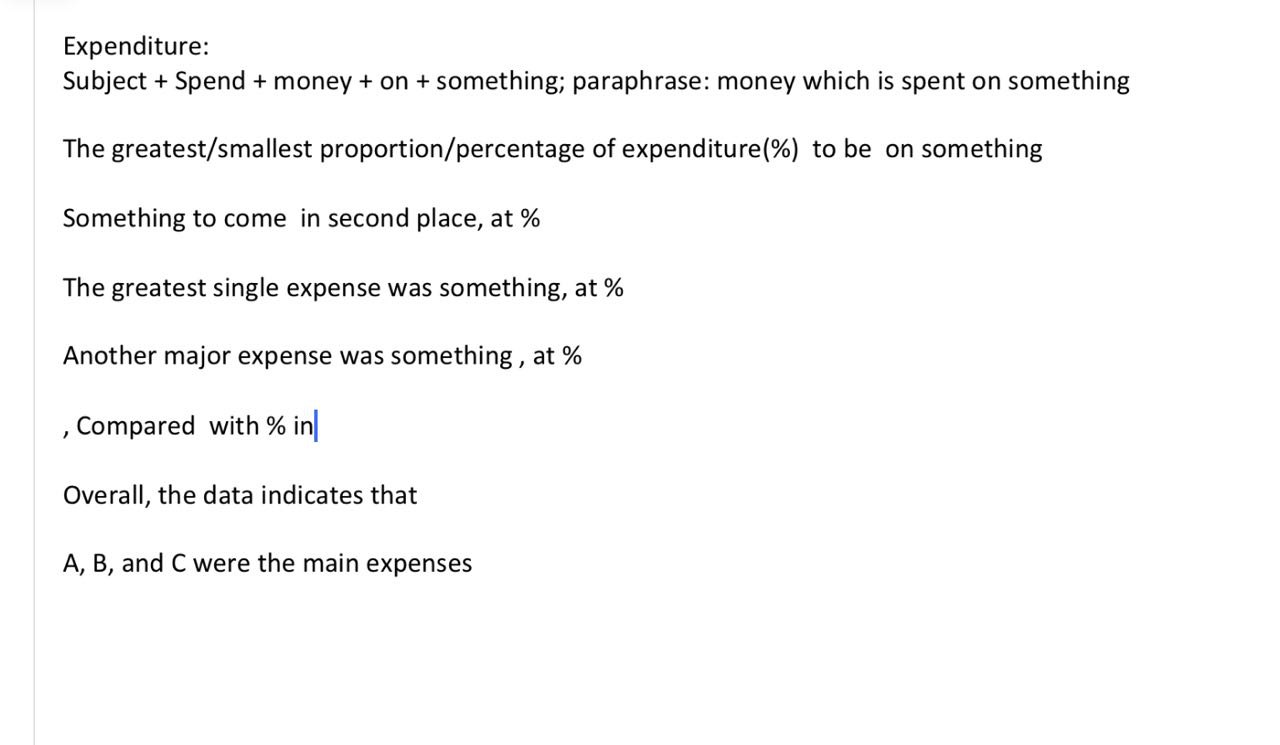 Expenditure:
Subject + Spend + money + on + something; paraphrase: money which is spent on something
The greatest/smallest proportion/percentage of expenditure(%)  to be  on something
Something to come  in second place, at %
The greatest single expense was something, at %
Another major expense was something , at %
, Compared  with % in
Overall, the data indicates that
A, B, and C were the main expenses